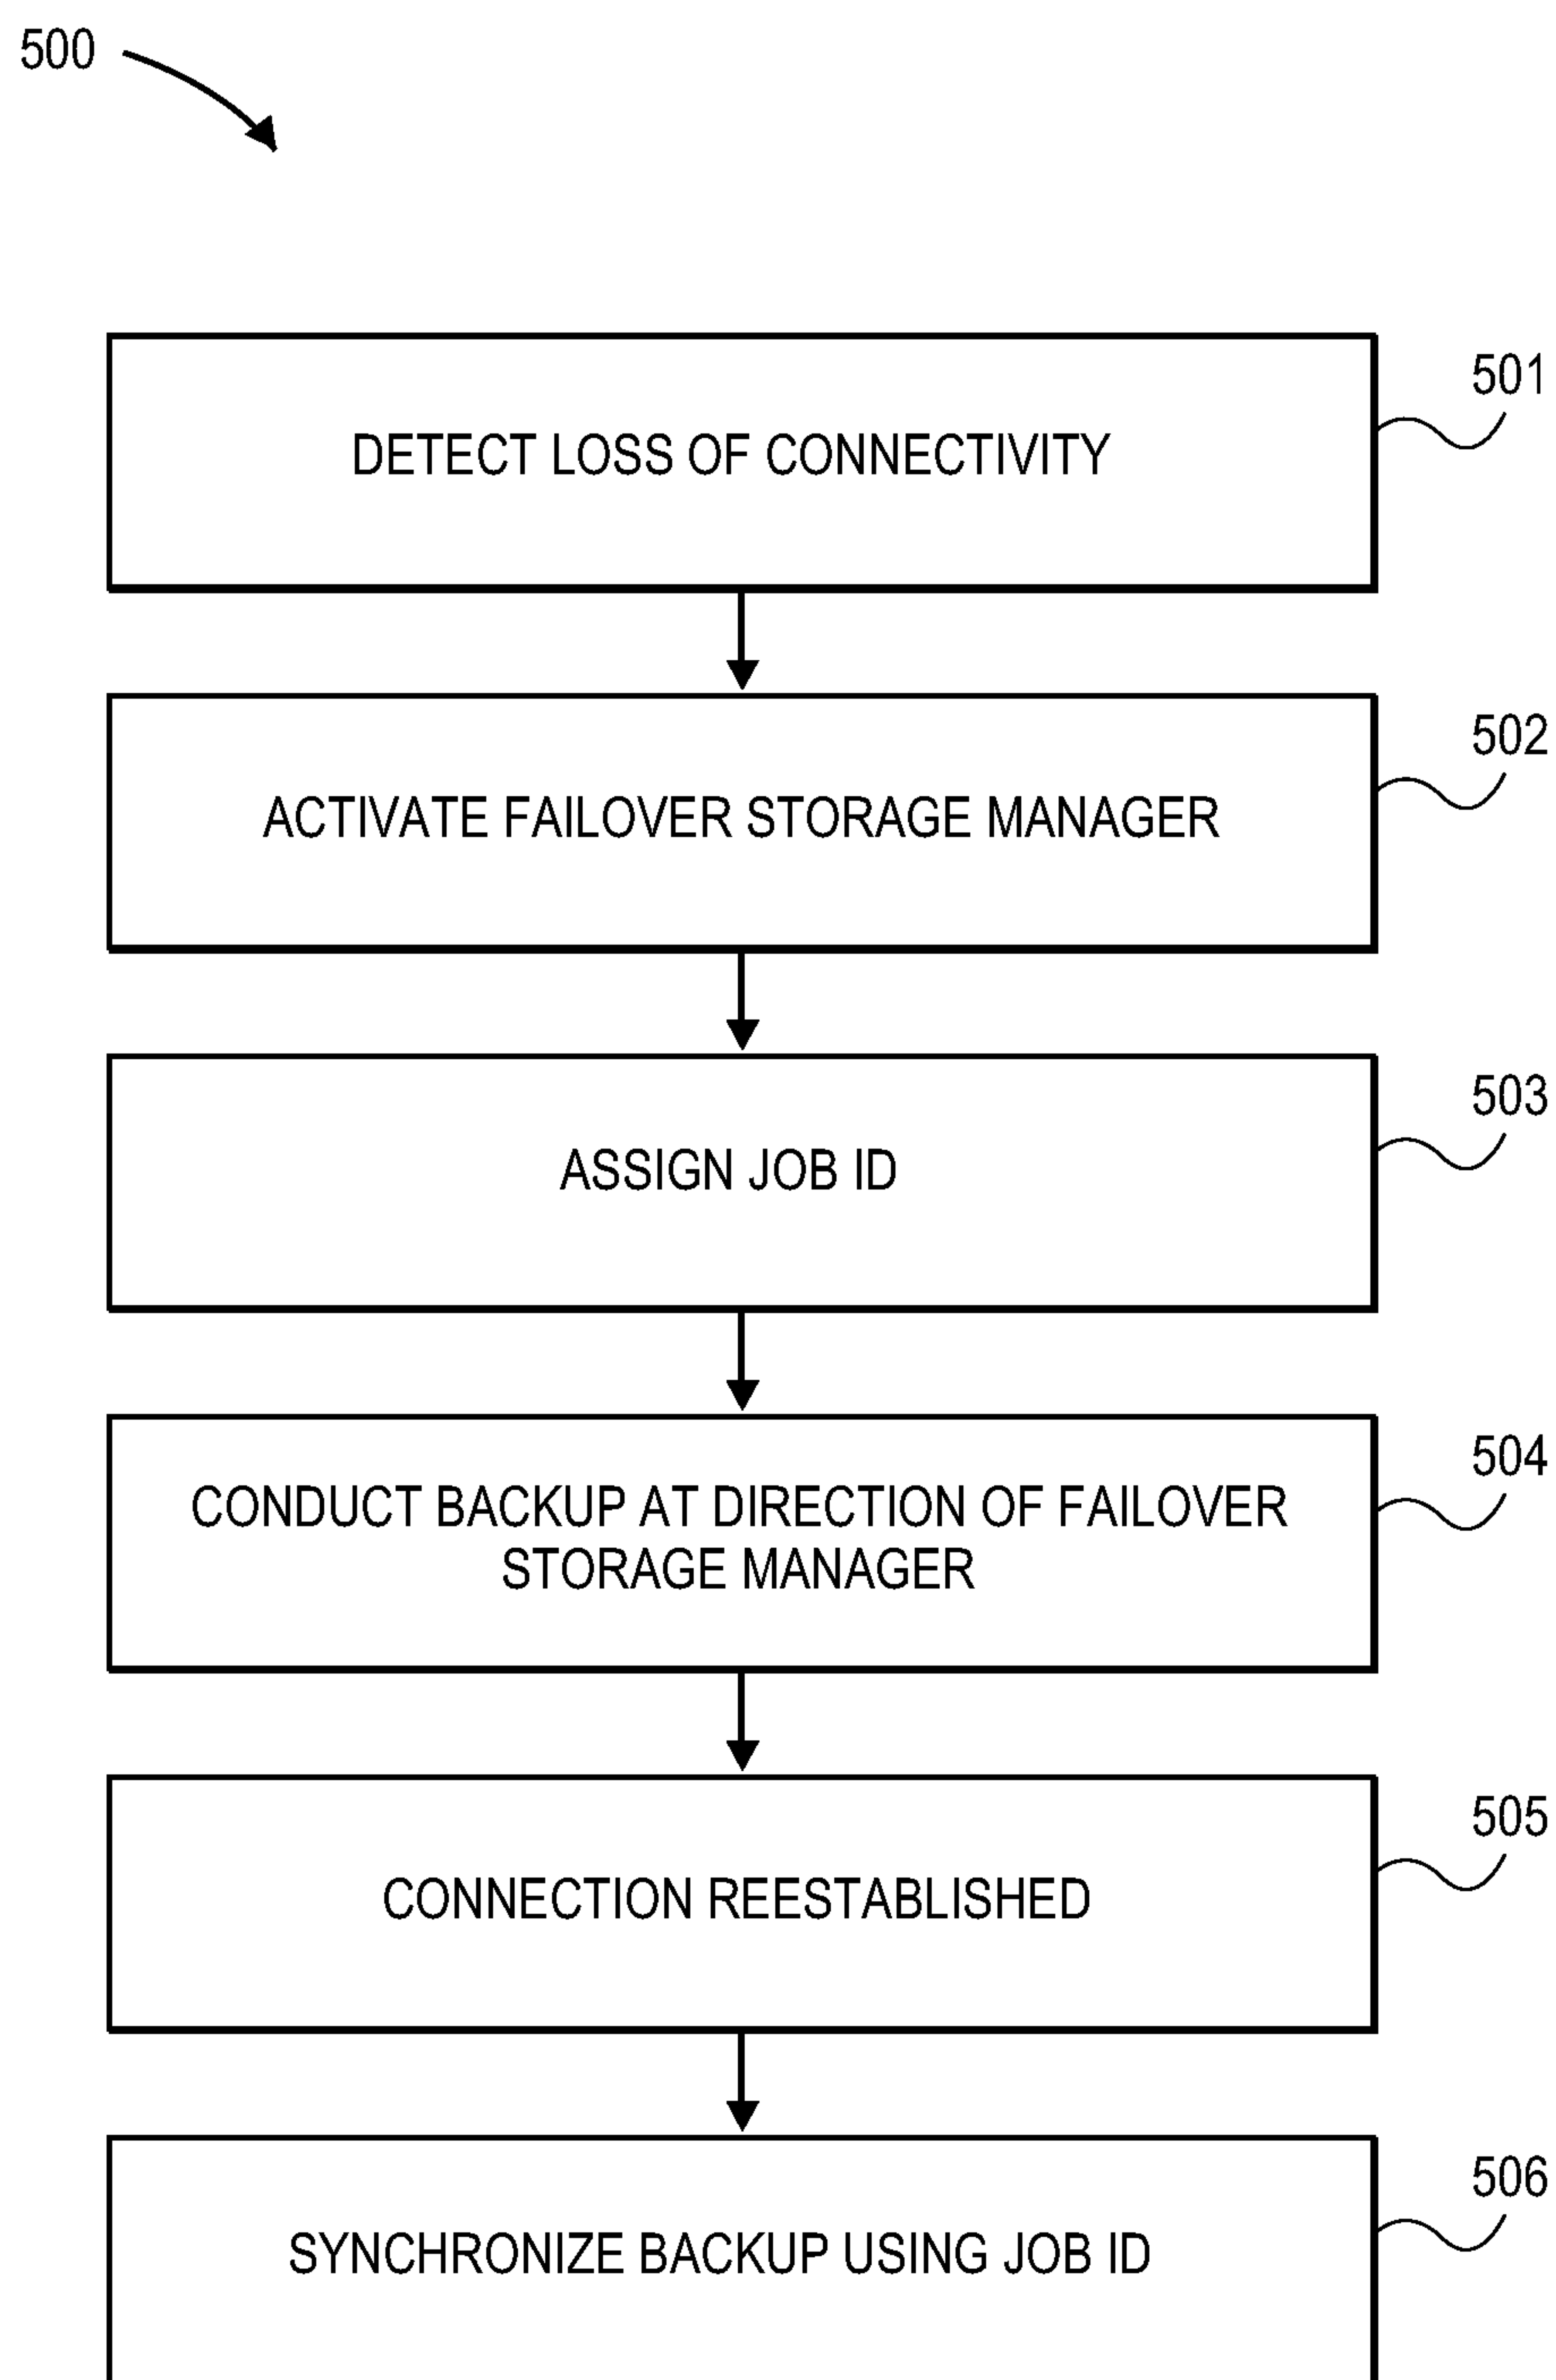 500
501
DETECT LOSS OF CONNECTIVITY
502
ACTIVATE FAILOVER STORAGE MANAGER
503
ASSIGN JOB ID
504
CONDUCT BACKUP AT DIRECTION OF FAILOVER
STORAGE MANAGER
505
CONNECTION REESTABLISHED
506
SYNCHRONIZE BACKUP USING JOB ID